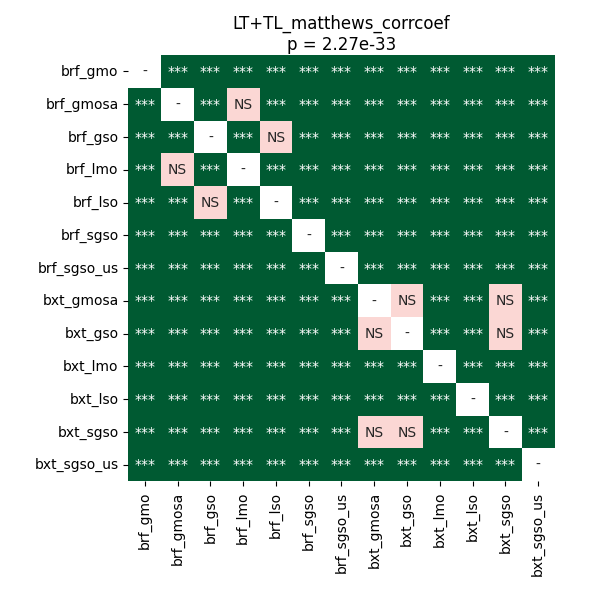 LT+TL_matthews_corrcoef
p = 2.27e-33
brf_gmo - *** *** *** *** *** *** *** *** *** *** *** ***
brf_gmosa *** - *** NS *** *** *** *** *** *** *** *** ***
brf_gso *** *** - *** NS *** *** *** *** *** *** *** ***
brf_lmo *** NS *** - *** *** *** *** *** *** *** *** ***
brf_lso *** *** NS *** - *** *** *** *** *** *** *** ***
brf_sgso *** *** *** *** *** - *** *** *** *** *** *** ***
brf_sgso_us *** *** *** *** *** *** - *** *** *** *** *** ***
bxt_gmosa *** *** *** *** *** *** *** - NS *** *** NS ***
bxt_gso *** *** *** *** *** *** *** NS - *** *** NS ***
bxt_lmo *** *** *** *** *** *** *** *** *** - *** *** ***
bxt_lso *** *** *** *** *** *** *** *** *** *** - *** ***
bxt_sgso *** *** *** *** *** *** *** NS NS *** *** - ***
bxt_sgso_us *** *** *** *** *** *** *** *** *** *** *** *** -
brf_gmo
brf_gmosa
brf_gso
brf_lmo
brf_lso
brf_sgso
brf_sgso_us
bxt_gmosa
bxt_gso
bxt_lmo
bxt_lso
bxt_sgso
bxt_sgso_us